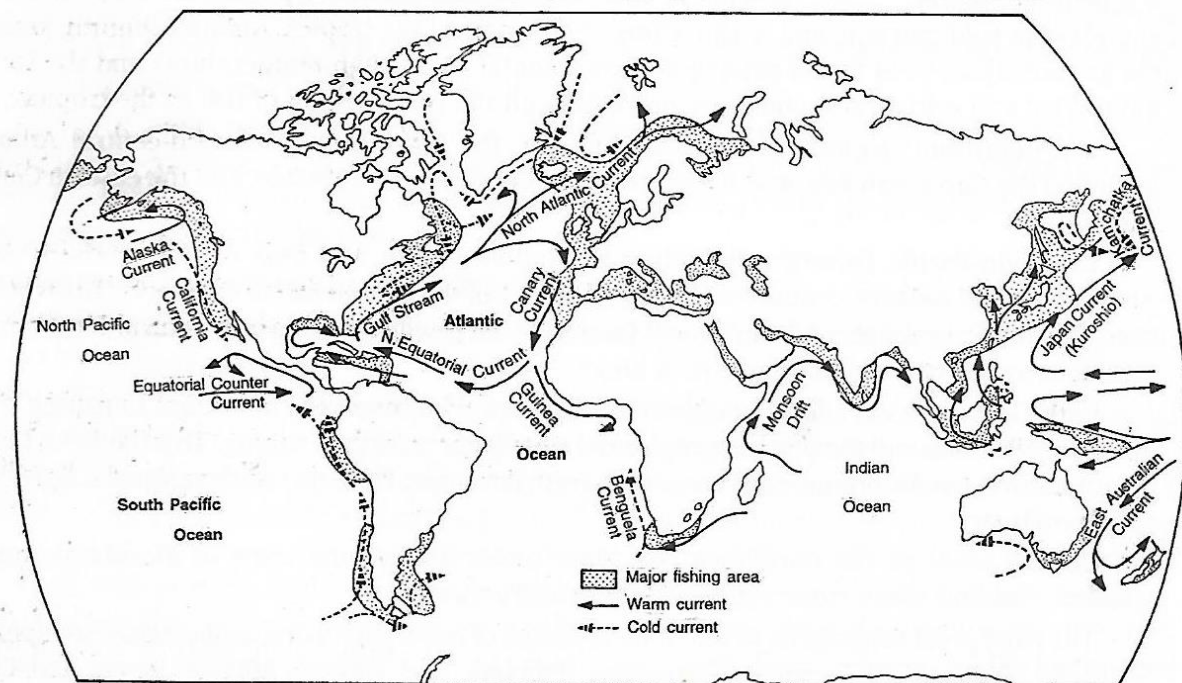 Alaska
Current
California
Current
North Pacific
Ocean
Equatorial Counter
Current
South Pacific
Ocean
North Atlantic Current
Gulf Stream
Atlantic
Canary
Current
N. Equatorial Current
Guinea
Current
Ocean
Benguela
Current
Monsoon
Drift
Indian
Ocean
Kamchatka
Current
Japan Current
(Kuroshio)
East Australian
Current
Major fishing area
Warm current
Cold current